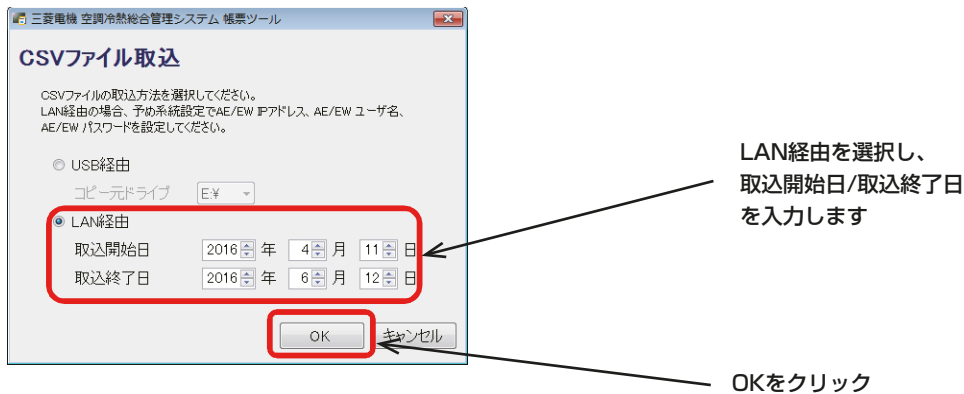 三菱電機 空調冷熱総合管理システム 帳票ツール
CSVファイル取込
CSVファイルの取込方法を選択してください。
LAN経由の場合、予め系統設定でAE/EW IPアドレス、AE/EW ユーザ名、
AE/EW パスワードを設定してください。
USB経由
コピー元ドライブ E:¥
LAN経由
取込開始日 2016 年 4 月 11 日
取込終了日 2016 年 6 月 12 日
OK キャンセル
LAN経由を選択し、
取込開始日/取込終了日
を入力します
OKをクリック